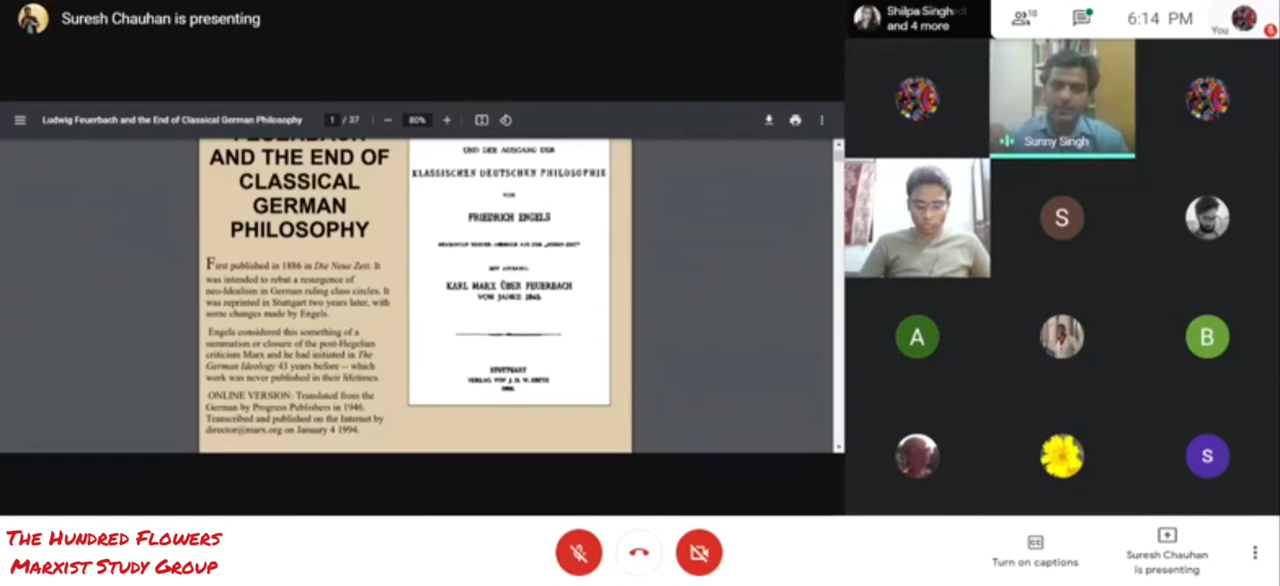 Suresh Chauhan is presenting
Shilpa Singh
and 4 more
18
6:14 PM
You
Ludwig Feuerbach and the End of Classical German Philosophy
1 / 37
80%
FEUERBACH
AND THE END OF
CLASSICAL
GERMAN
PHILOSOPHY
First published in 1886 in Die Neue Zeit. It
was intended to rebut a resurgence of
neo-Idealism in German ruling class circles. It
was reprinted in Stuttgart two years later, with
some changes made by Engels.
Engels considered this something of a
summation or closure of the post-Hegelian
criticism Marx and he had initiated in The
German Ideology 43 years before -- which
work was never published in their lifetimes.
ONLINE VERSION: Translated from the
German by Progress Publishers in 1946.
Transcribed and published on the Internet by
director@marx.org on January 4 1994.
UND DER AUSGANG DER
KLASSISCHEN DEUTSCHEN PHILOSOPHIE
VON
FRIEDRICH ENGELS
MIT ANHANG:
KARL MARX ÜBER FEUERBACH
VOM JAHRE 1845.
STUTTGART
VERLAG VON J. H. W. DIETZ
1888.
Sunny Singh
S
A
B
S
THE HUNDRED FLOWERS
MARXIST STUDY GROUP
Turn on captions
Suresh Chauhan
is presenting